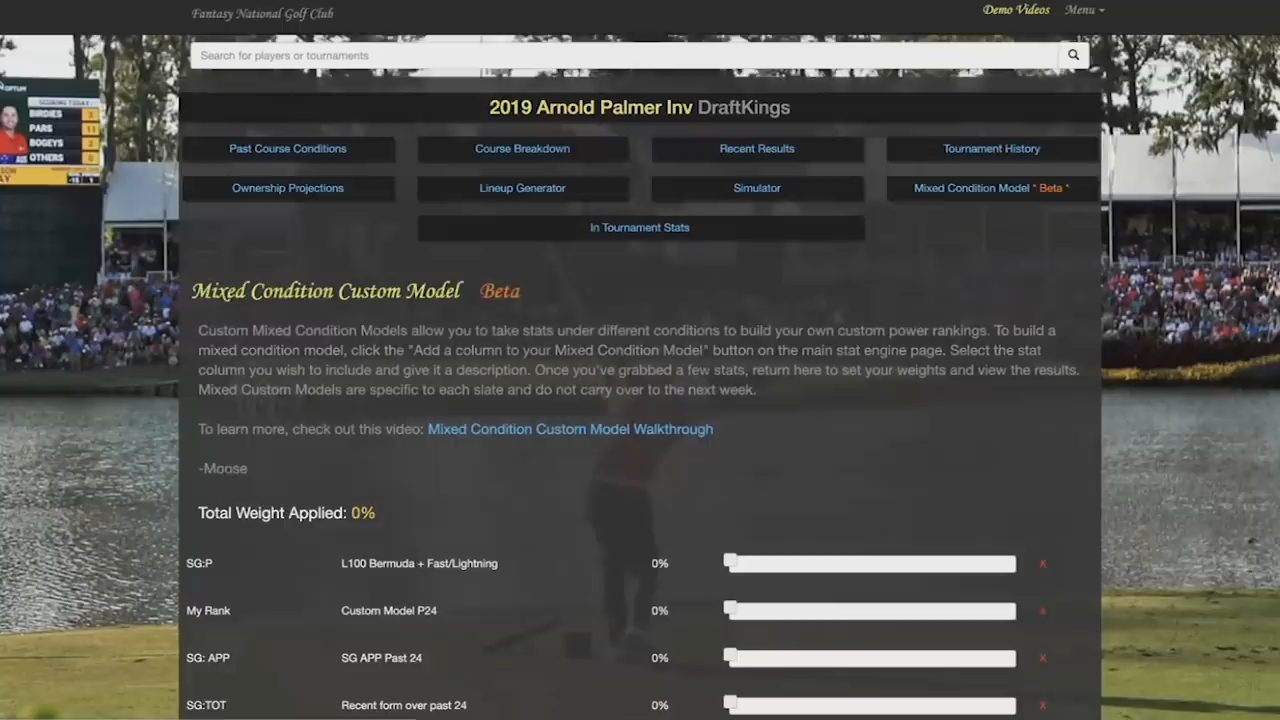 Fantasy National Golf Club
Demo Videos
Menu
Search for players or tournaments
2019 Arnold Palmer Inv DraftKings
Past Course Conditions
Course Breakdown
Recent Results
Tournament History
Ownership Projections
Lineup Generator
Simulator
Mixed Condition Model * Beta *
In Tournament Stats
OPTUM
SCORING TODAY
BIRDIES
PARS 11
BOGEYS
OTHERS
AUS
Mixed Condition Custom Model Beta
Custom Mixed Condition Models allow you to take stats under different conditions to build your own custom power rankings. To build a
mixed condition model, click the "Add a column to your Mixed Condition Model" button on the main stat engine page. Select the stat
column you wish to include and give it a description. Once you've grabbed a few stats, return here to set your weights and view the results.
Mixed Custom Models are specific to each slate and do not carry over to the next week.
To learn more, check out this video: Mixed Condition Custom Model Walkthrough
-Moose
Total Weight Applied: 0%
SG:P L100 Bermuda + Fast/Lightning 0% X
My Rank Custom Model P24 0% X
SG: APP SG APP Past 24 0% X
SG:TOT Recent form over past 24 0% X